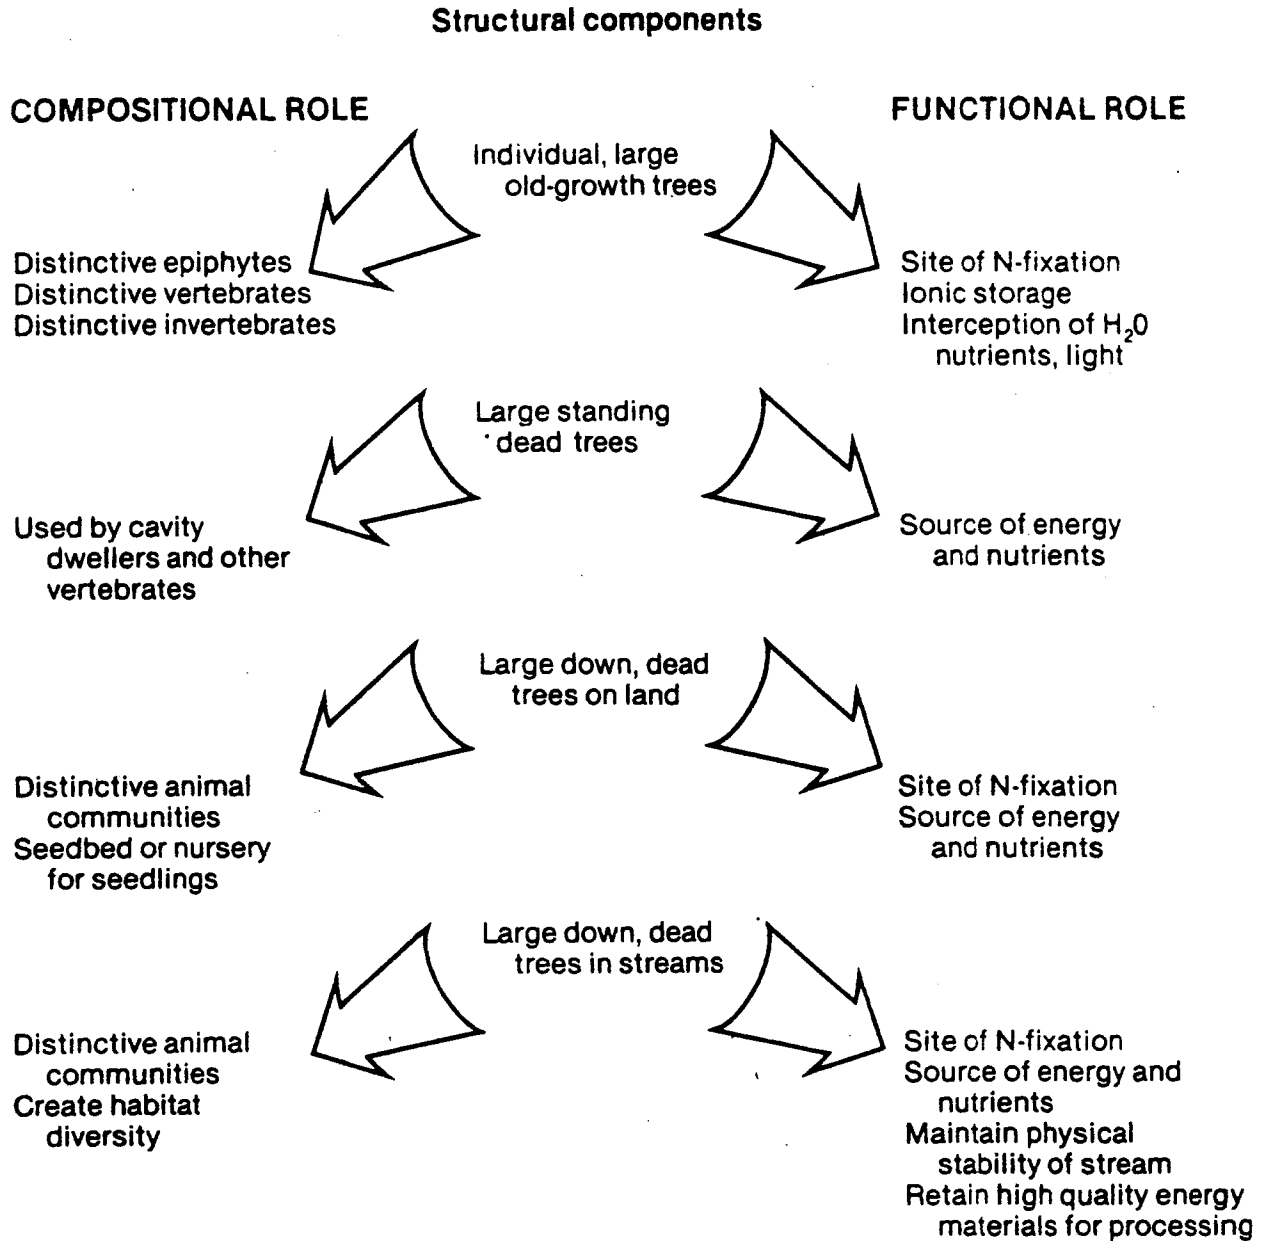 Structural components
COMPOSITIONAL ROLE
FUNCTIONAL ROLE
Individual, large
old-growth trees
Distinctive epiphytes
Distinctive vertebrates
Distinctive invertebrates
Site of N-fixation
Ionic storage
Interception of H₂0
nutrients, light
Large standing
dead trees
Used by cavity
dwellers and other
vertebrates
Source of energy
and nutrients
Large down, dead
trees on land
Distinctive animal
communities
Seedbed or nursery
for seedlings
Site of N-fixation
Source of energy
and nutrients
Large down, dead
trees in streams
Distinctive animal
communities
Create habitat
diversity
Site of N-fixation
Source of energy and
nutrients
Maintain physical
stability of stream
Retain high quality energy
materials for processing